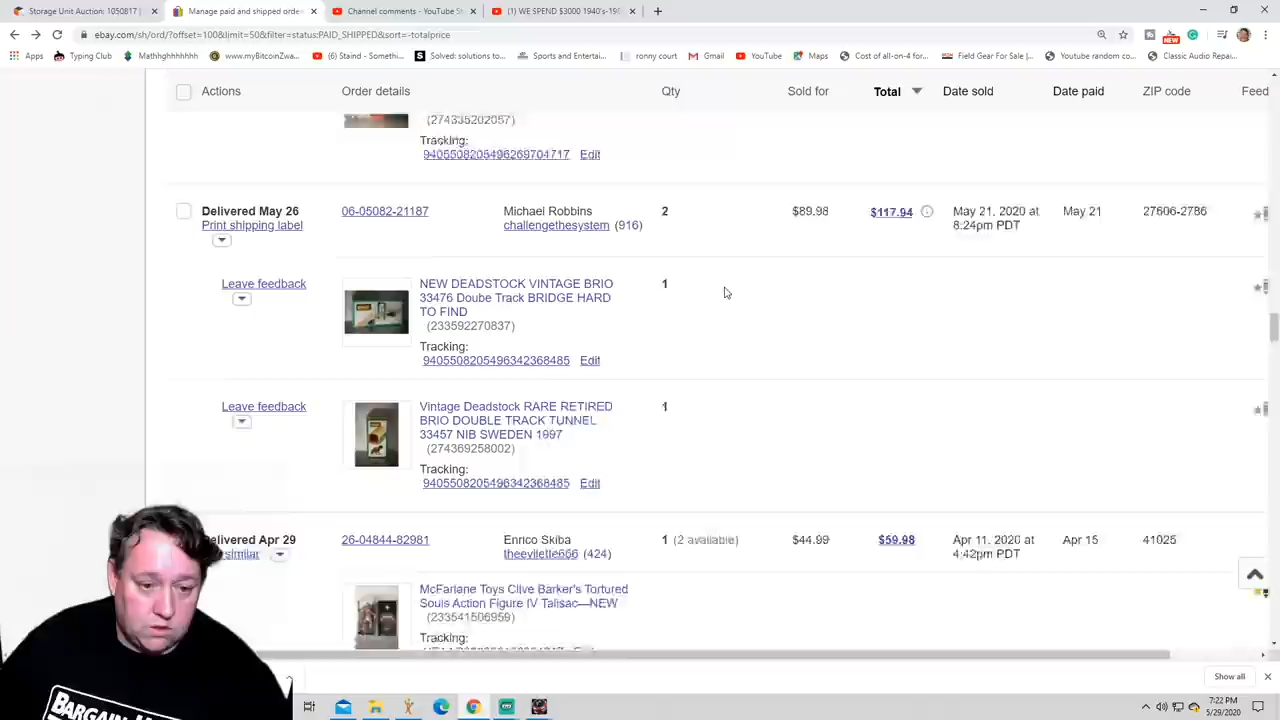 Storage Unit Auction: 1050817
Manage paid and shipped orde
Channel comments - YouTube St
(1) WE SPEND $3000 1940's-198
ebay.com/sh/ord/?offset=100&limit=50&filter=status:PAID_SHIPPED&sort=-totalprice
NEW
Apps
Typing Club
Mathhghhhhhh
www.myBitcoinZwa...
(6) Staind - Somethi...
Solved: solutions to...
Sports and Entertai...
ronny court
Gmail
YouTube
Maps
Cost of all-on-4 for...
Field Gear For Sale |...
Youtube random co...
Classic Audio Repai...
Actions
Order details
Qty
Sold for
Total
Date sold
Date paid
ZIP code
Feed
(274335202057)
Tracking:
9405508205496269704717 Edit
Delivered May 26
Print shipping label
06-05082-21187
Michael Robbins
challengethesystem (916)
2
$89.98
$117.94
May 21, 2020 at
8:24pm PDT
May 21
27606-2786
Leave feedback
NEW DEADSTOCK VINTAGE BRIO
33476 Doube Track BRIDGE HARD
TO FIND
(233592270837)
1
Tracking:
9405508205496342368485 Edit
Leave feedback
Vintage Deadstock RARE RETIRED
BRIO DOUBLE TRACK TUNNEL
33457 NIB SWEDEN 1997
(274369258002)
1
Tracking:
9405508205496342368485 Edit
elivered Apr 29
similar
26-04844-82981
Enrico Skiba
(424)
1 (2 available)
$44.99
$59.98
Apr 11, 2020 at
4:42pm PDT
Apr 15
41025
McFarlane Toys Clive Barker's Tortured
Souls Action Figure IV Talisac—NEW
(233541506959)
Tracking:
Show all
BARGAIN
7:22 PM
5/29/2020